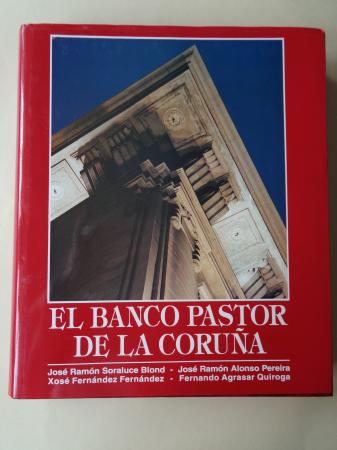 EL BANCO PASTOR
DE LA CORUÑA
José Ramón Soraluce Blond - José Ramón Alonso Pereira
Xosé Fernández Fernández - Fernando Agrasar Quiroga